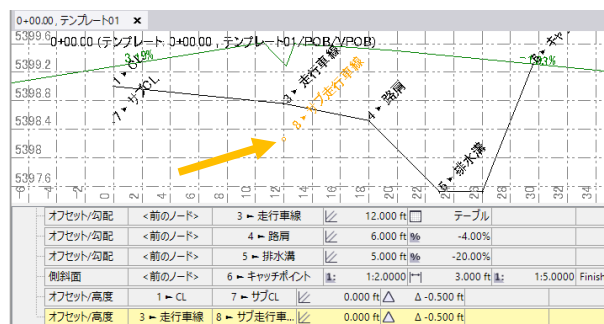 0+00.00, テンプレート01 ×
0+00.00 (テンプレート: 0+00.00 , テンプレート01/POB/VPOB)
5399.6
5399.2
5398.8
5398.4
5398
5397.6
1 ► CL
7 ► サブCL
3 ► 走行車線
8 ► サブ走行車線
4 ► 路肩
5 ► 排水溝
-6 -4 -2 0 2 4 6 8 10 12 14 16 18 20 22 24 26 28 30 32 34
オフセット/勾配 <前のノード> 3 ► 走行車線 12.000 ft テーブル
オフセット/勾配 <前のノード> 4 ► 路肩 6.000 ft % -4.00%
オフセット/勾配 <前のノード> 5 ► 排水溝 5.000 ft % -20.00%
側斜面 <前のノード> 6 ► キャッチポイント 1: 1:2.0000 3.000 ft 1: 1:5.0000 Finish
オフセット/高度 1 ► CL 7 ► サブCL 0.000 ft △ Δ -0.500 ft
オフセット/高度 3 ► 走行車線 8 ► サブ走行車... 0.000 ft △ Δ -0.500 ft